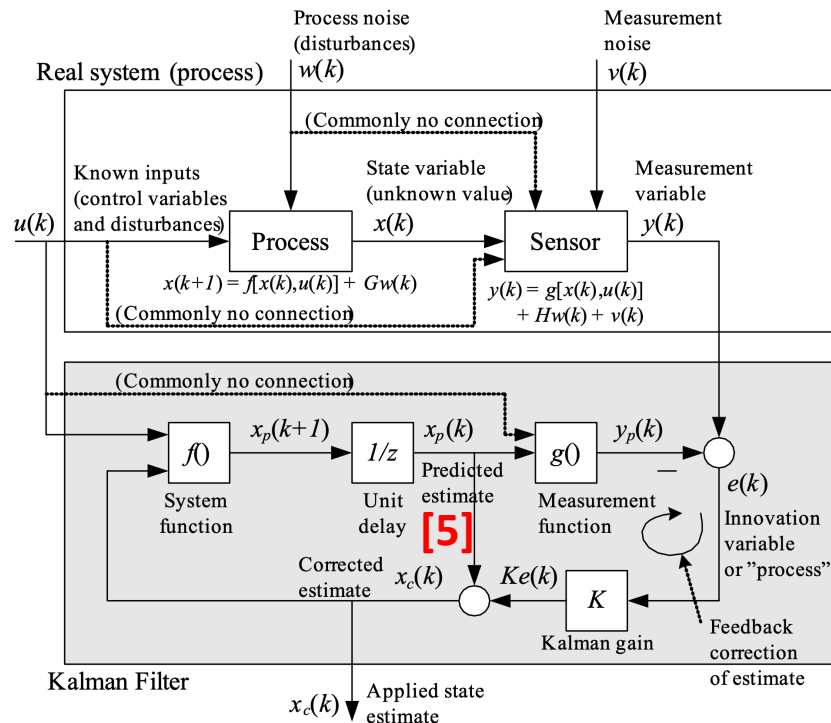 Process noise
(disturbances)
w(k)
Measurement
noise
v(k)
Real system (process)
(Commonly no connection)
Known inputs
(control variables
and disturbances)
u(k)
State variable
(unknown value)
x(k)
Measurement
variable
y(k)
Process
Sensor
x(k+1) = f[x(k),u(k)] + Gw(k)
y(k) = g[x(k),u(k)]
+ Hw(k) + v(k)
(Commonly no connection)
(Commonly no connection)
f()
System
function
xp(k+1)
1/z
Unit
delay
xp(k)
Predicted
estimate
[5]
g()
Measurement
function
yp(k)
−
e(k)
Innovation
variable
or ”process”
Corrected
estimate
xc(k)
Ke(k)
K
Kalman gain
Feedback
correction
of estimate
Kalman Filter
xc(k)
Applied state
estimate